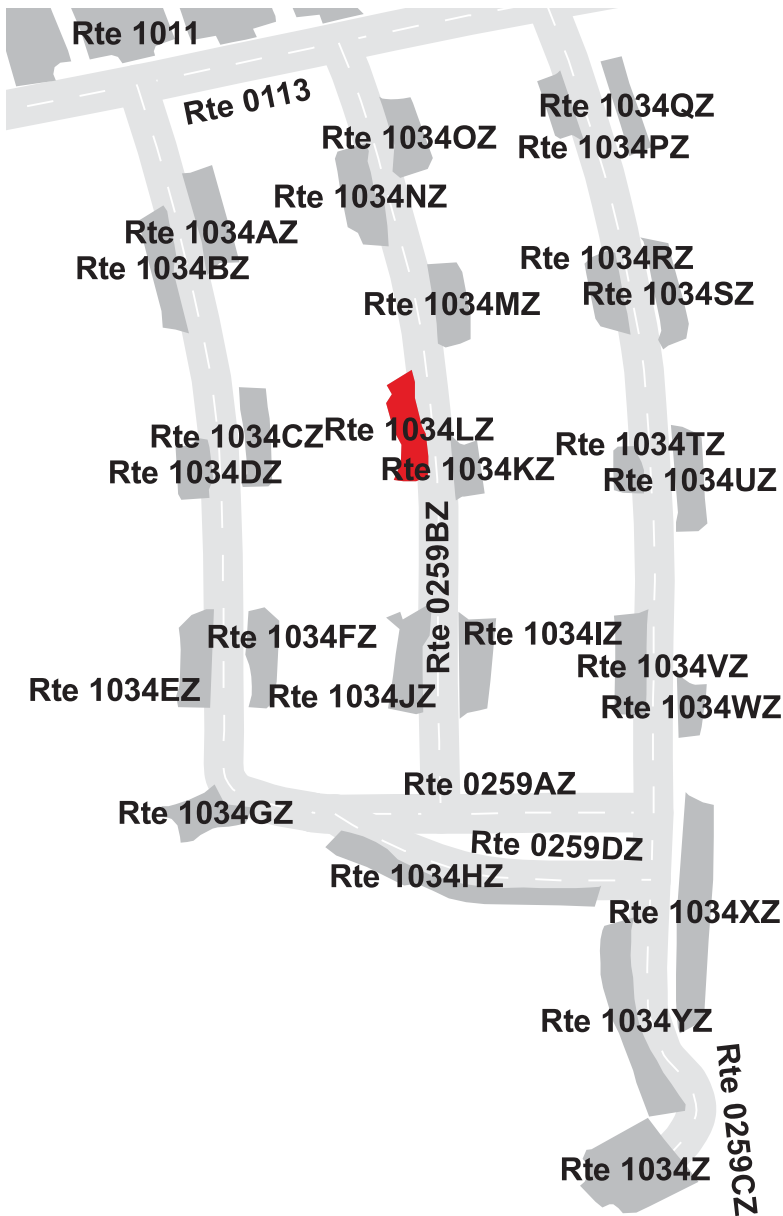 Rte 1011
Rte 0113
Rte 1034QZ
Rte 1034OZ
Rte 1034PZ
Rte 1034NZ
Rte 1034AZ
Rte 1034BZ
Rte 1034RZ
Rte 1034SZ
Rte 1034MZ
Rte 1034CZ
Rte 1034LZ
Rte 1034TZ
Rte 1034DZ
Rte 1034KZ
Rte 1034UZ
Rte 0259BZ
Rte 1034FZ
Rte 1034IZ
Rte 1034VZ
Rte 1034EZ
Rte 1034JZ
Rte 1034WZ
Rte 0259AZ
Rte 1034GZ
Rte 0259DZ
Rte 1034HZ
Rte 1034XZ
Rte 1034YZ
Rte 0259CZ
Rte 1034Z